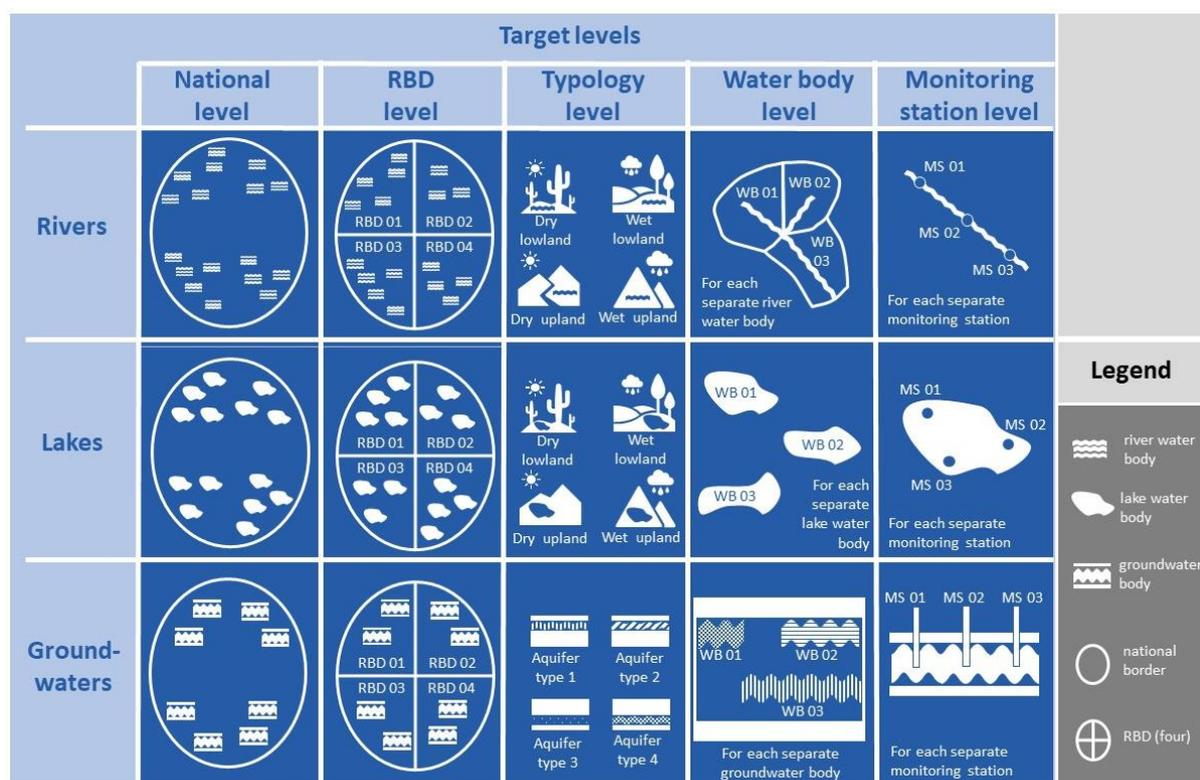 Target levels
National
level
RBD
level
Typology
level
Water body
level
Monitoring
station level
Rivers
RBD 01
RBD 02
RBD 03
RBD 04
Dry
lowland
Wet
lowland
Dry upland
Wet upland
WB 01
WB 02
WB
03
For each
separate river
water body
MS 01
MS 02
MS 03
For each separate
monitoring station
Lakes
RBD 01
RBD 02
RBD 03
RBD 04
Dry
lowland
Wet
lowland
Dry upland
Wet upland
WB 01
WB 02
WB 03
For each
separate
lake water
body
MS 01
MS 02
MS 03
For each separate
monitoring station
Ground-
waters
RBD 01
RBD 02
RBD 03
RBD 04
Aquifer
type 1
Aquifer
type 2
Aquifer
type 3
Aquifer
type 4
WB 01
WB 02
WB 03
For each separate
groundwater body
MS 01
MS 02
MS 03
For each separate
monitoring station
Legend
river water
body
lake water
body
groundwater
body
national
border
RBD (four)